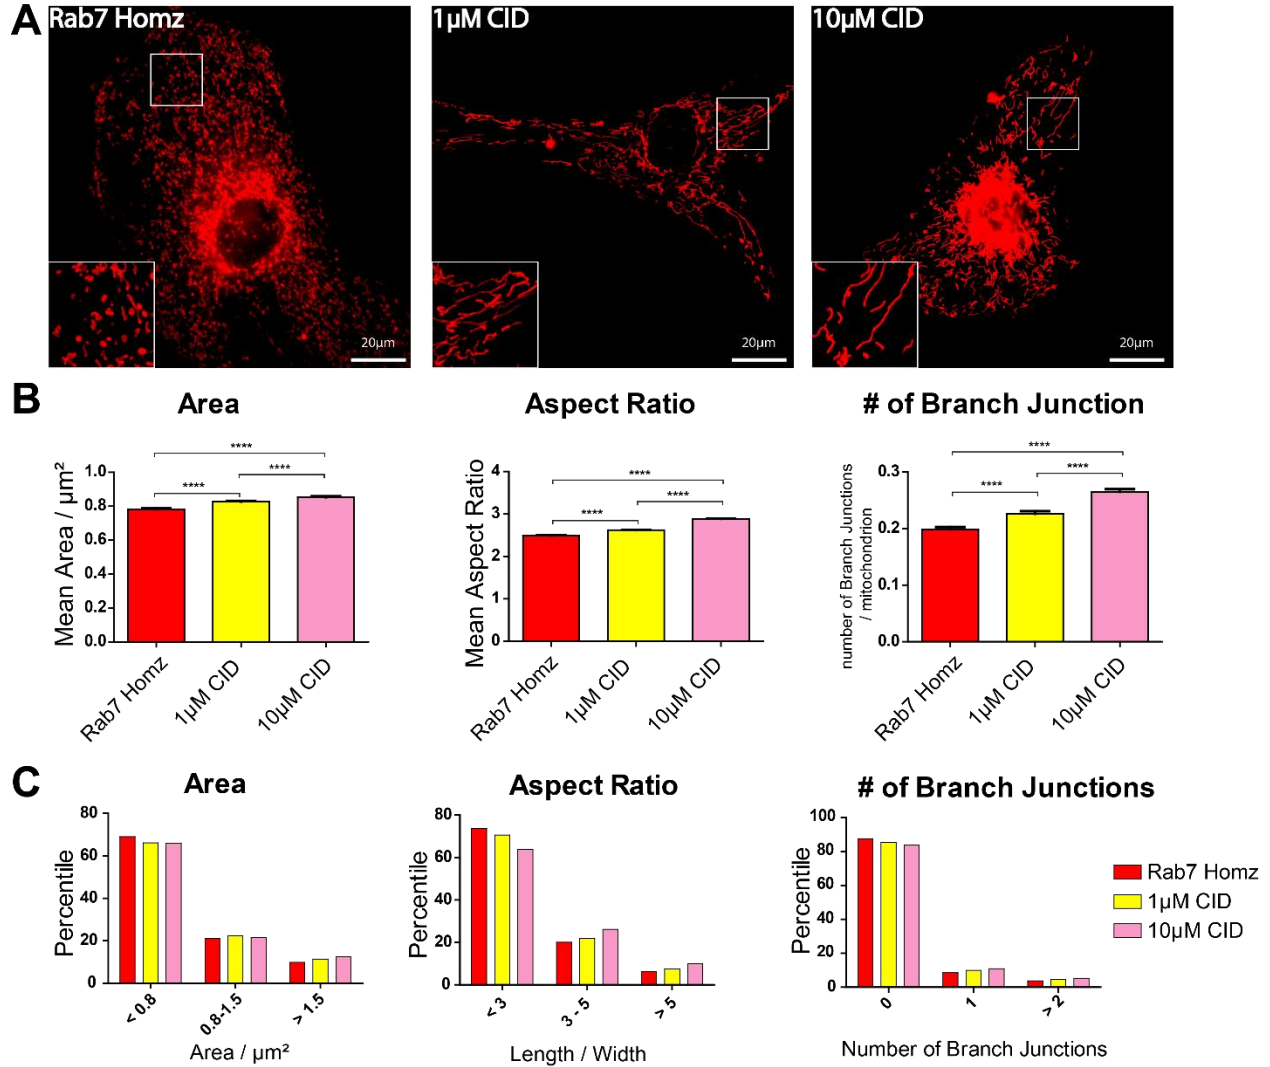 A
Rab7 Homz
1µM CID
10µM CID
20µm
20µm
20µm
B
Area
Aspect Ratio
# of Branch Junction
Mean Area / µm²
1.0
0.8
0.6
0.4
0.2
0.0
****
****
****
Rab7 Homz
1µM CID
10µM CID
Mean Aspect Ratio
4
3
2
1
0
****
****
****
Rab7 Homz
1µM CID
10µM CID
number of Branch Junctions
/ mitochondrion
0.3
0.2
0.1
0.0
****
****
****
Rab7 Homz
1µM CID
10µM CID
C
Area
Aspect Ratio
# of Branch Junctions
Percentile
80
60
40
20
0
< 0.8
0.8-1.5
> 1.5
Area / µm²
Percentile
80
60
40
20
0
< 3
3 - 5
> 5
Length / Width
Percentile
100
80
60
40
20
0
0
1
> 2
Number of Branch Junctions
Rab7 Homz
1µM CID
10µM CID